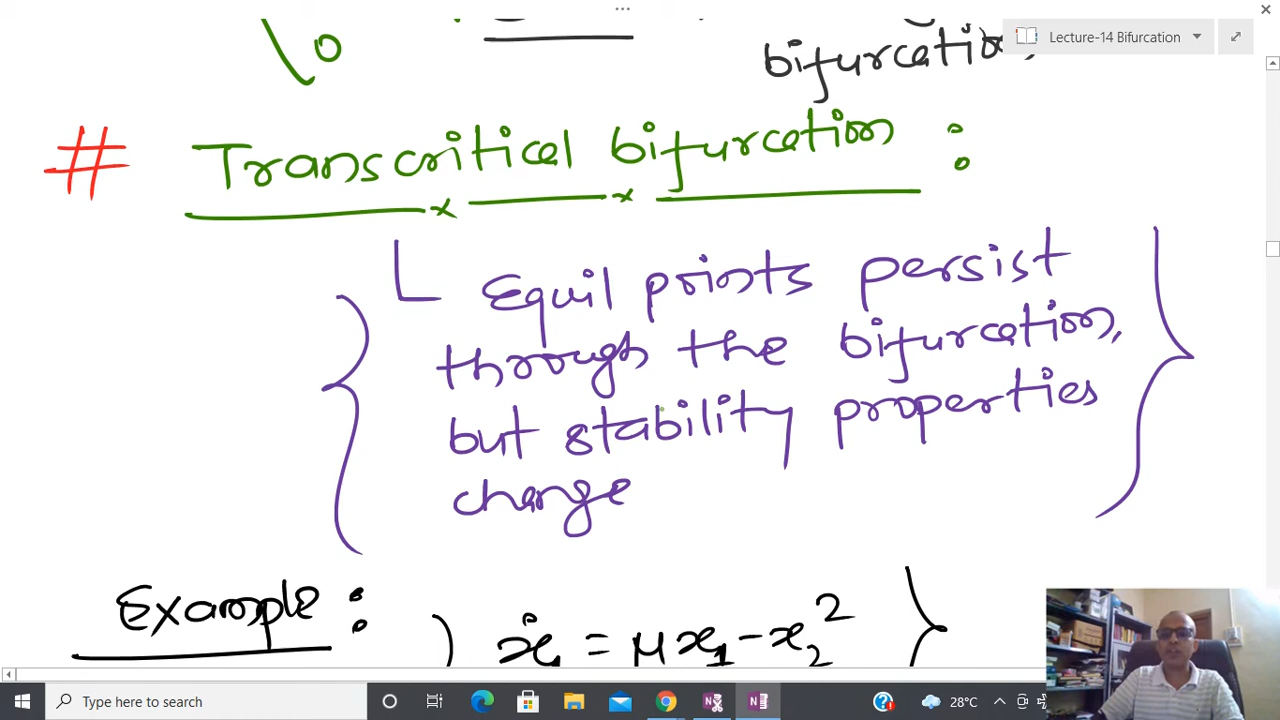 bifurcation
Lecture-14 Bifurcation
# Transcritical bifurcation :
Equil points persist
through the bifurcation,
but stability properties
change
Example :
ẋ₁ = μx₁ - x₂²
Type here to search
28°C